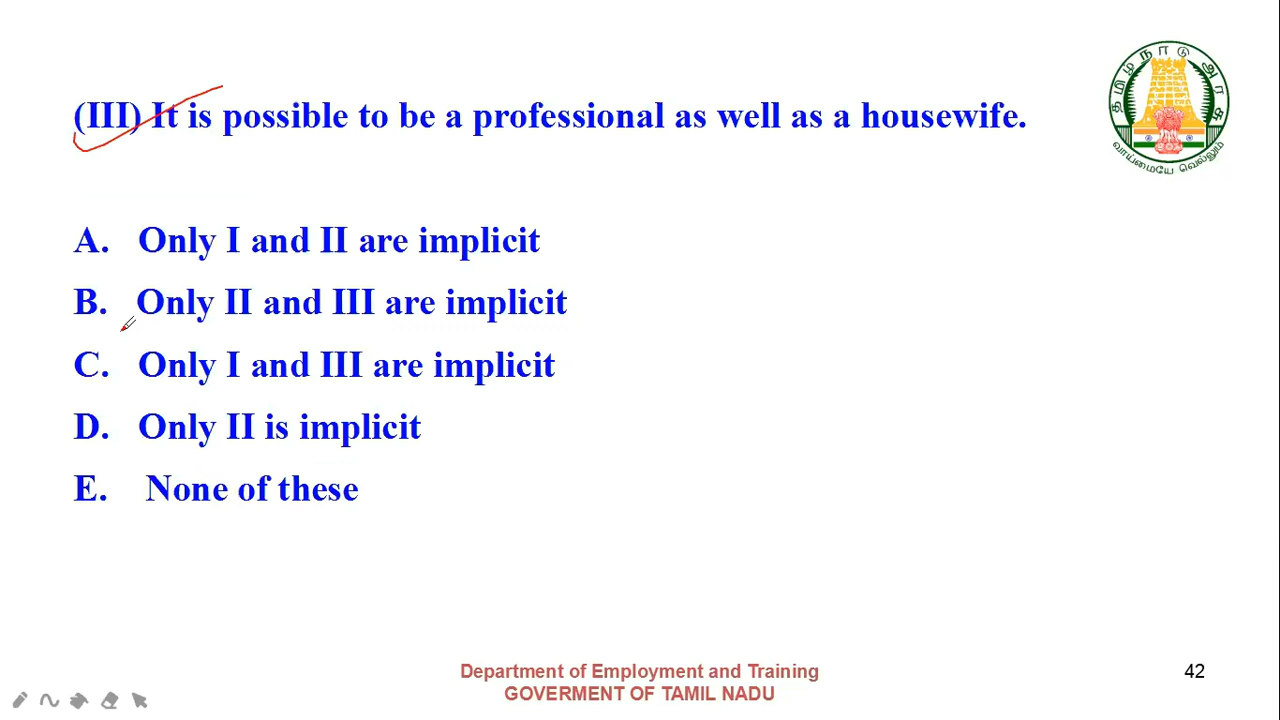 (III) It is possible to be a professional as well as a housewife.
தமிழ்நாடு அரசு
வாய்மையே வெல்லும்
A. Only I and II are implicit
B. Only II and III are implicit
C. Only I and III are implicit
D. Only II is implicit
E. None of these
Department of Employment and Training
GOVERMENT OF TAMIL NADU
42